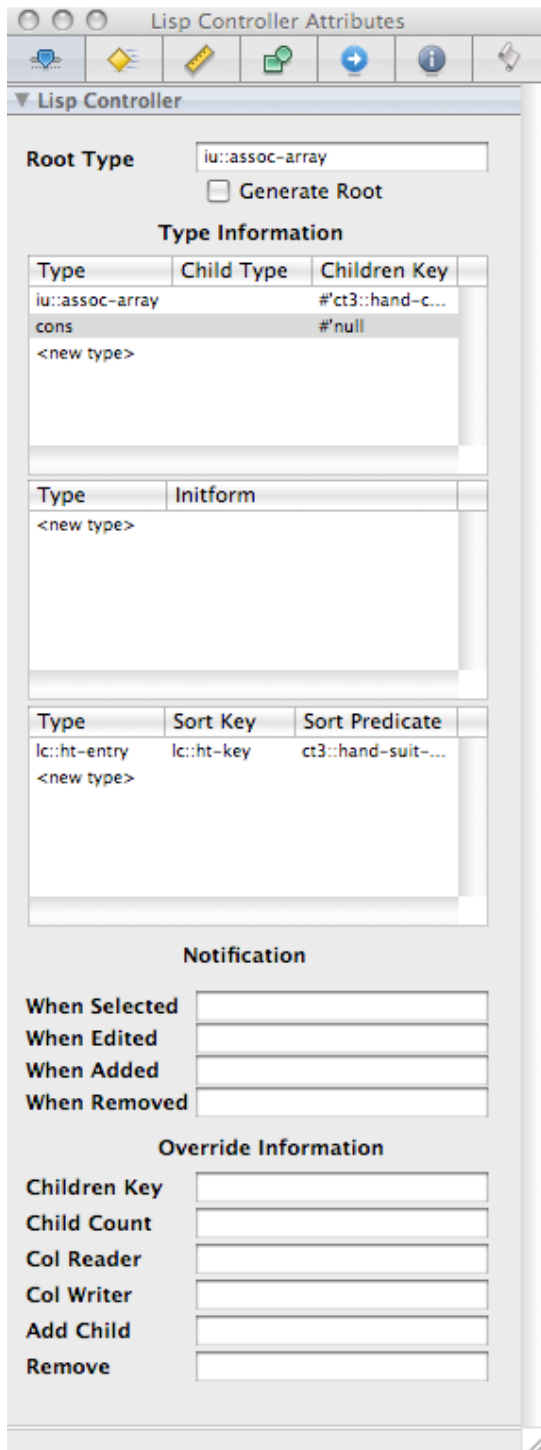 Lisp Controller Attributes
Lisp Controller
Root Type iu::assoc-array
Generate Root
Type Information
Type Child Type Children Key
iu::assoc-array #'ct3::hand-c...
cons #'null
<new type>
Type Initform
<new type>
Type Sort Key Sort Predicate
lc::ht-entry lc::ht-key ct3::hand-suit-...
<new type>
Notification
When Selected
When Edited
When Added
When Removed
Override Information
Children Key
Child Count
Col Reader
Col Writer
Add Child
Remove